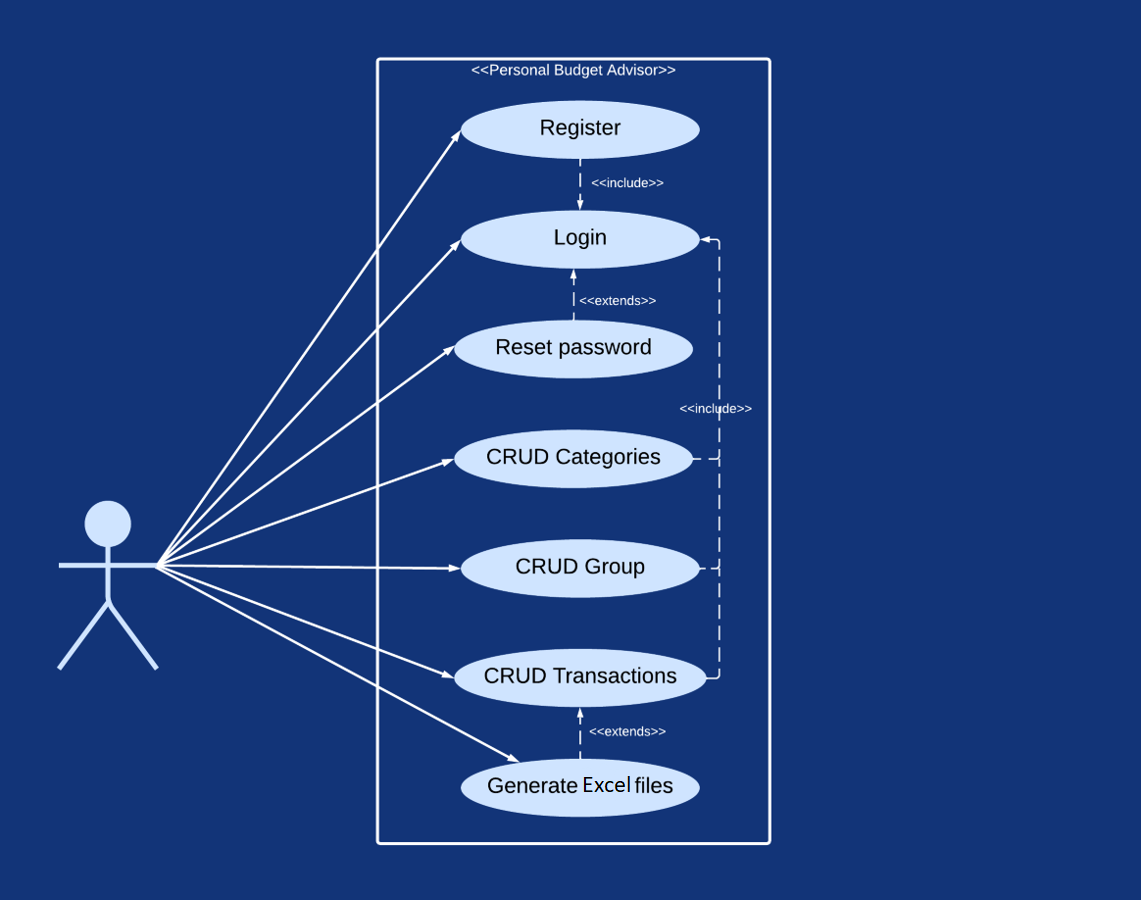 <<Personal Budget Advisor>>
Register
<<include>>
Login
<<extends>>
Reset password
<<include>>
CRUD Categories
CRUD Group
CRUD Transactions
<<extends>>
Generate Excel files